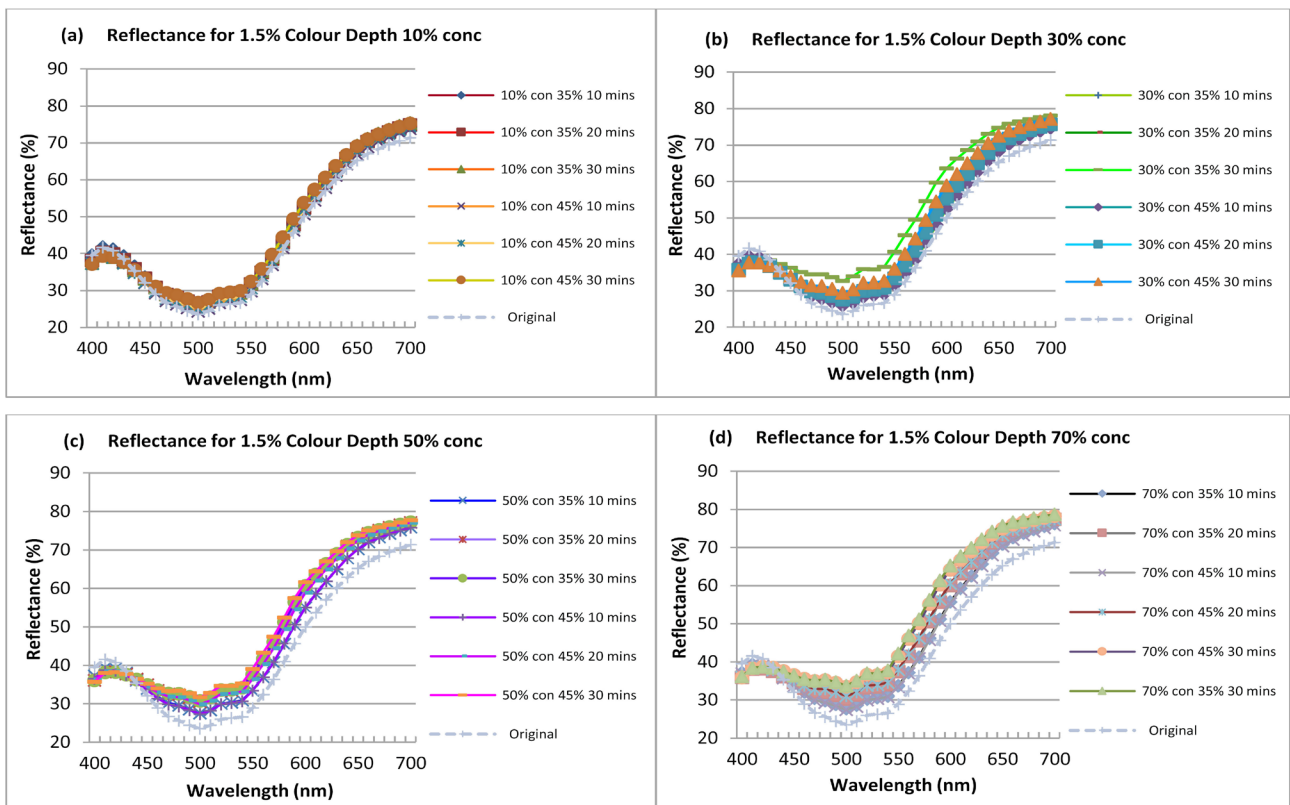 (a) Reflectance for 1.5% Colour Depth 10% conc
90
80
70
60
50
40
30
20
Reflectance (%)
400 450 500 550 600 650 700
Wavelength (nm)
10% con 35% 10 mins
10% con 35% 20 mins
10% con 35% 30 mins
10% con 45% 10 mins
10% con 45% 20 mins
10% con 45% 30 mins
Original
(b) Reflectance for 1.5% Colour Depth 30% conc
90
80
70
60
50
40
30
20
Reflectance (%)
400 450 500 550 600 650 700
Wavelength (nm)
30% con 35% 10 mins
30% con 35% 20 mins
30% con 35% 30 mins
30% con 45% 10 mins
30% con 45% 20 mins
30% con 45% 30 mins
Original
(c) Reflectance for 1.5% Colour Depth 50% conc
90
80
70
60
50
40
30
20
Reflectance (%)
400 450 500 550 600 650 700
Wavelength (nm)
50% con 35% 10 mins
50% con 35% 20 mins
50% con 35% 30 mins
50% con 45% 10 mins
50% con 45% 20 mins
50% con 45% 30 mins
Original
(d) Reflectance for 1.5% Colour Depth 70% conc
90
80
70
60
50
40
30
20
Reflectance (%)
400 450 500 550 600 650 700
Wavelength (nm)
70% con 35% 10 mins
70% con 35% 20 mins
70% con 45% 10 mins
70% con 45% 20 mins
70% con 45% 30 mins
70% con 35% 30 mins
Original